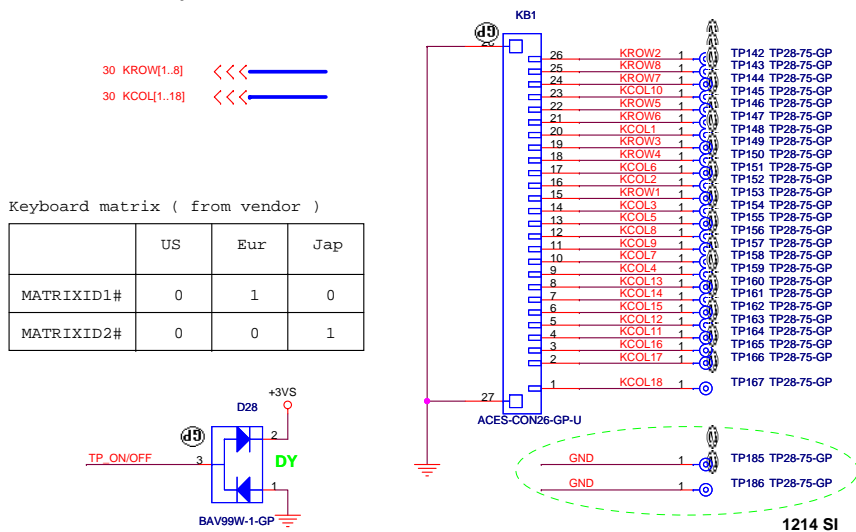 KB1
30 KROW[1..8]
30 KCOL[1..18]
26 KROW2 1 TP142 TP28-75-GP
25 KROW8 1 TP143 TP28-75-GP
24 KROW7 1 TP144 TP28-75-GP
23 KCOL10 1 TP145 TP28-75-GP
22 KROW5 1 TP146 TP28-75-GP
21 KROW6 1 TP147 TP28-75-GP
20 KCOL1 1 TP148 TP28-75-GP
19 KROW3 1 TP149 TP28-75-GP
18 KROW4 1 TP150 TP28-75-GP
17 KCOL6 1 TP151 TP28-75-GP
16 KCOL2 1 TP152 TP28-75-GP
15 KROW1 1 TP153 TP28-75-GP
14 KCOL3 1 TP154 TP28-75-GP
13 KCOL5 1 TP155 TP28-75-GP
12 KCOL8 1 TP156 TP28-75-GP
11 KCOL9 1 TP157 TP28-75-GP
10 KCOL7 1 TP158 TP28-75-GP
9 KCOL4 1 TP159 TP28-75-GP
8 KCOL13 1 TP160 TP28-75-GP
7 KCOL14 1 TP161 TP28-75-GP
6 KCOL15 1 TP162 TP28-75-GP
5 KCOL12 1 TP163 TP28-75-GP
4 KCOL11 1 TP164 TP28-75-GP
3 KCOL16 1 TP165 TP28-75-GP
2 KCOL17 1 TP166 TP28-75-GP
1 KCOL18 1 TP167 TP28-75-GP
27
ACES-CON26-GP-U
GP
Keyboard matrix ( from vendor )
US Eur Jap
MATRIXID1# 0 1 0
MATRIXID2# 0 0 1
+3VS
D28
GP
2
TP_ON/OFF 3
DY
1
BAV99W-1-GP
GND 1 TP185 TP28-75-GP
GND 1 TP186 TP28-75-GP
1214 SI